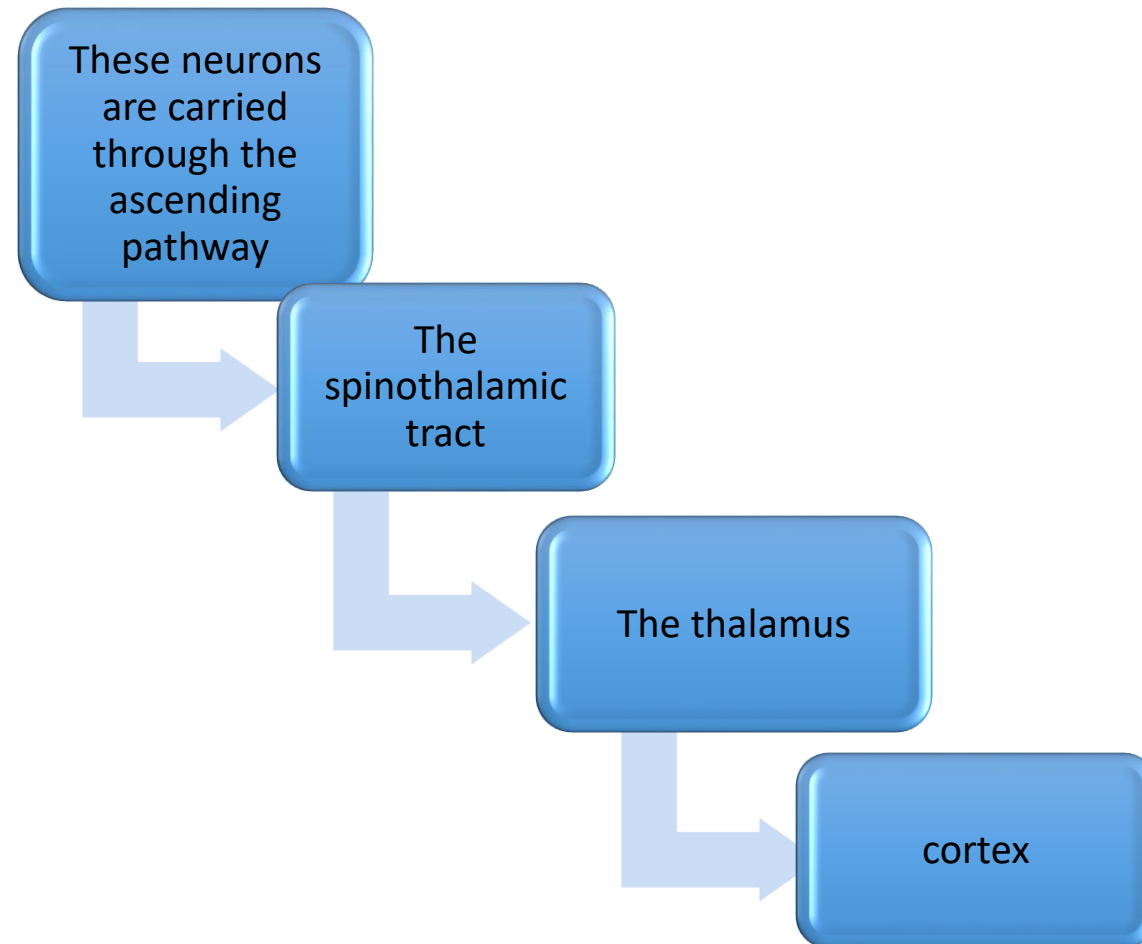 These neurons
are carried
through the
ascending
pathway
The
spinothalamic
tract
The thalamus
cortex